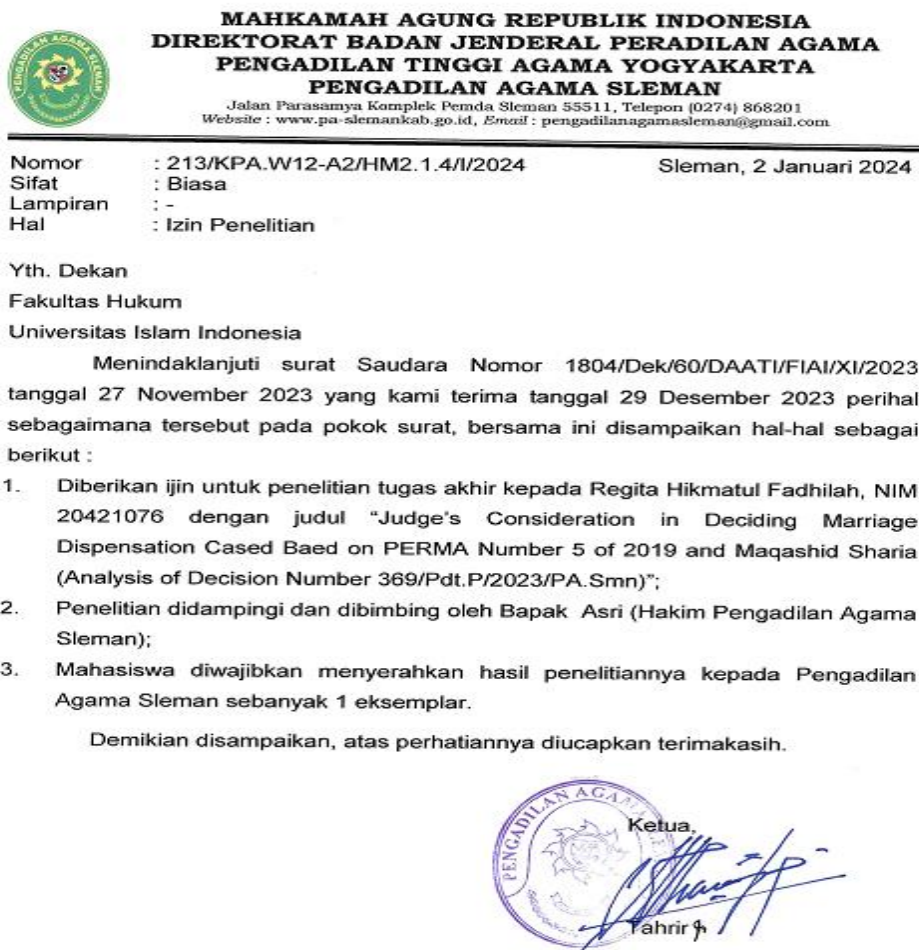 MAHKAMAH AGUNG REPUBLIK INDONESIA
DIREKTORAT BADAN JENDERAL PERADILAN AGAMA
PENGADILAN TINGGI AGAMA YOGYAKARTA
PENGADILAN AGAMA SLEMAN
Jalan Parasamya Komplek Pemda Sleman 55511, Telepon (0274) 868201
Website : www.pa-slemankab.go.id, Email : pengadilanagamasleman@gmail.com
PENGADILAN AGAMA SLEMAN
Nomor : 213/KPA.W12-A2/HM2.1.4/I/2024 Sleman, 2 Januari 2024
Sifat : Biasa
Lampiran : -
Hal : Izin Penelitian
Yth. Dekan
Fakultas Hukum
Universitas Islam Indonesia
Menindaklanjuti surat Saudara Nomor 1804/Dek/60/DAATI/FIAI/XI/2023
tanggal 27 November 2023 yang kami terima tanggal 29 Desember 2023 perihal
sebagaimana tersebut pada pokok surat, bersama ini disampaikan hal-hal sebagai
berikut :
1. Diberikan ijin untuk penelitian tugas akhir kepada Regita Hikmatul Fadhilah, NIM
20421076 dengan judul “Judge's Consideration in Deciding Marriage
Dispensation Cased Baed on PERMA Number 5 of 2019 and Maqashid Sharia
(Analysis of Decision Number 369/Pdt.P/2023/PA.Smn)”;
2. Penelitian didampingi dan dibimbing oleh Bapak Asri (Hakim Pengadilan Agama
Sleman);
3. Mahasiswa diwajibkan menyerahkan hasil penelitiannya kepada Pengadilan
Agama Sleman sebanyak 1 eksemplar.
Demikian disampaikan, atas perhatiannya diucapkan terimakasih.
PENGADILAN AGAMA
Ketua,
Tahrir